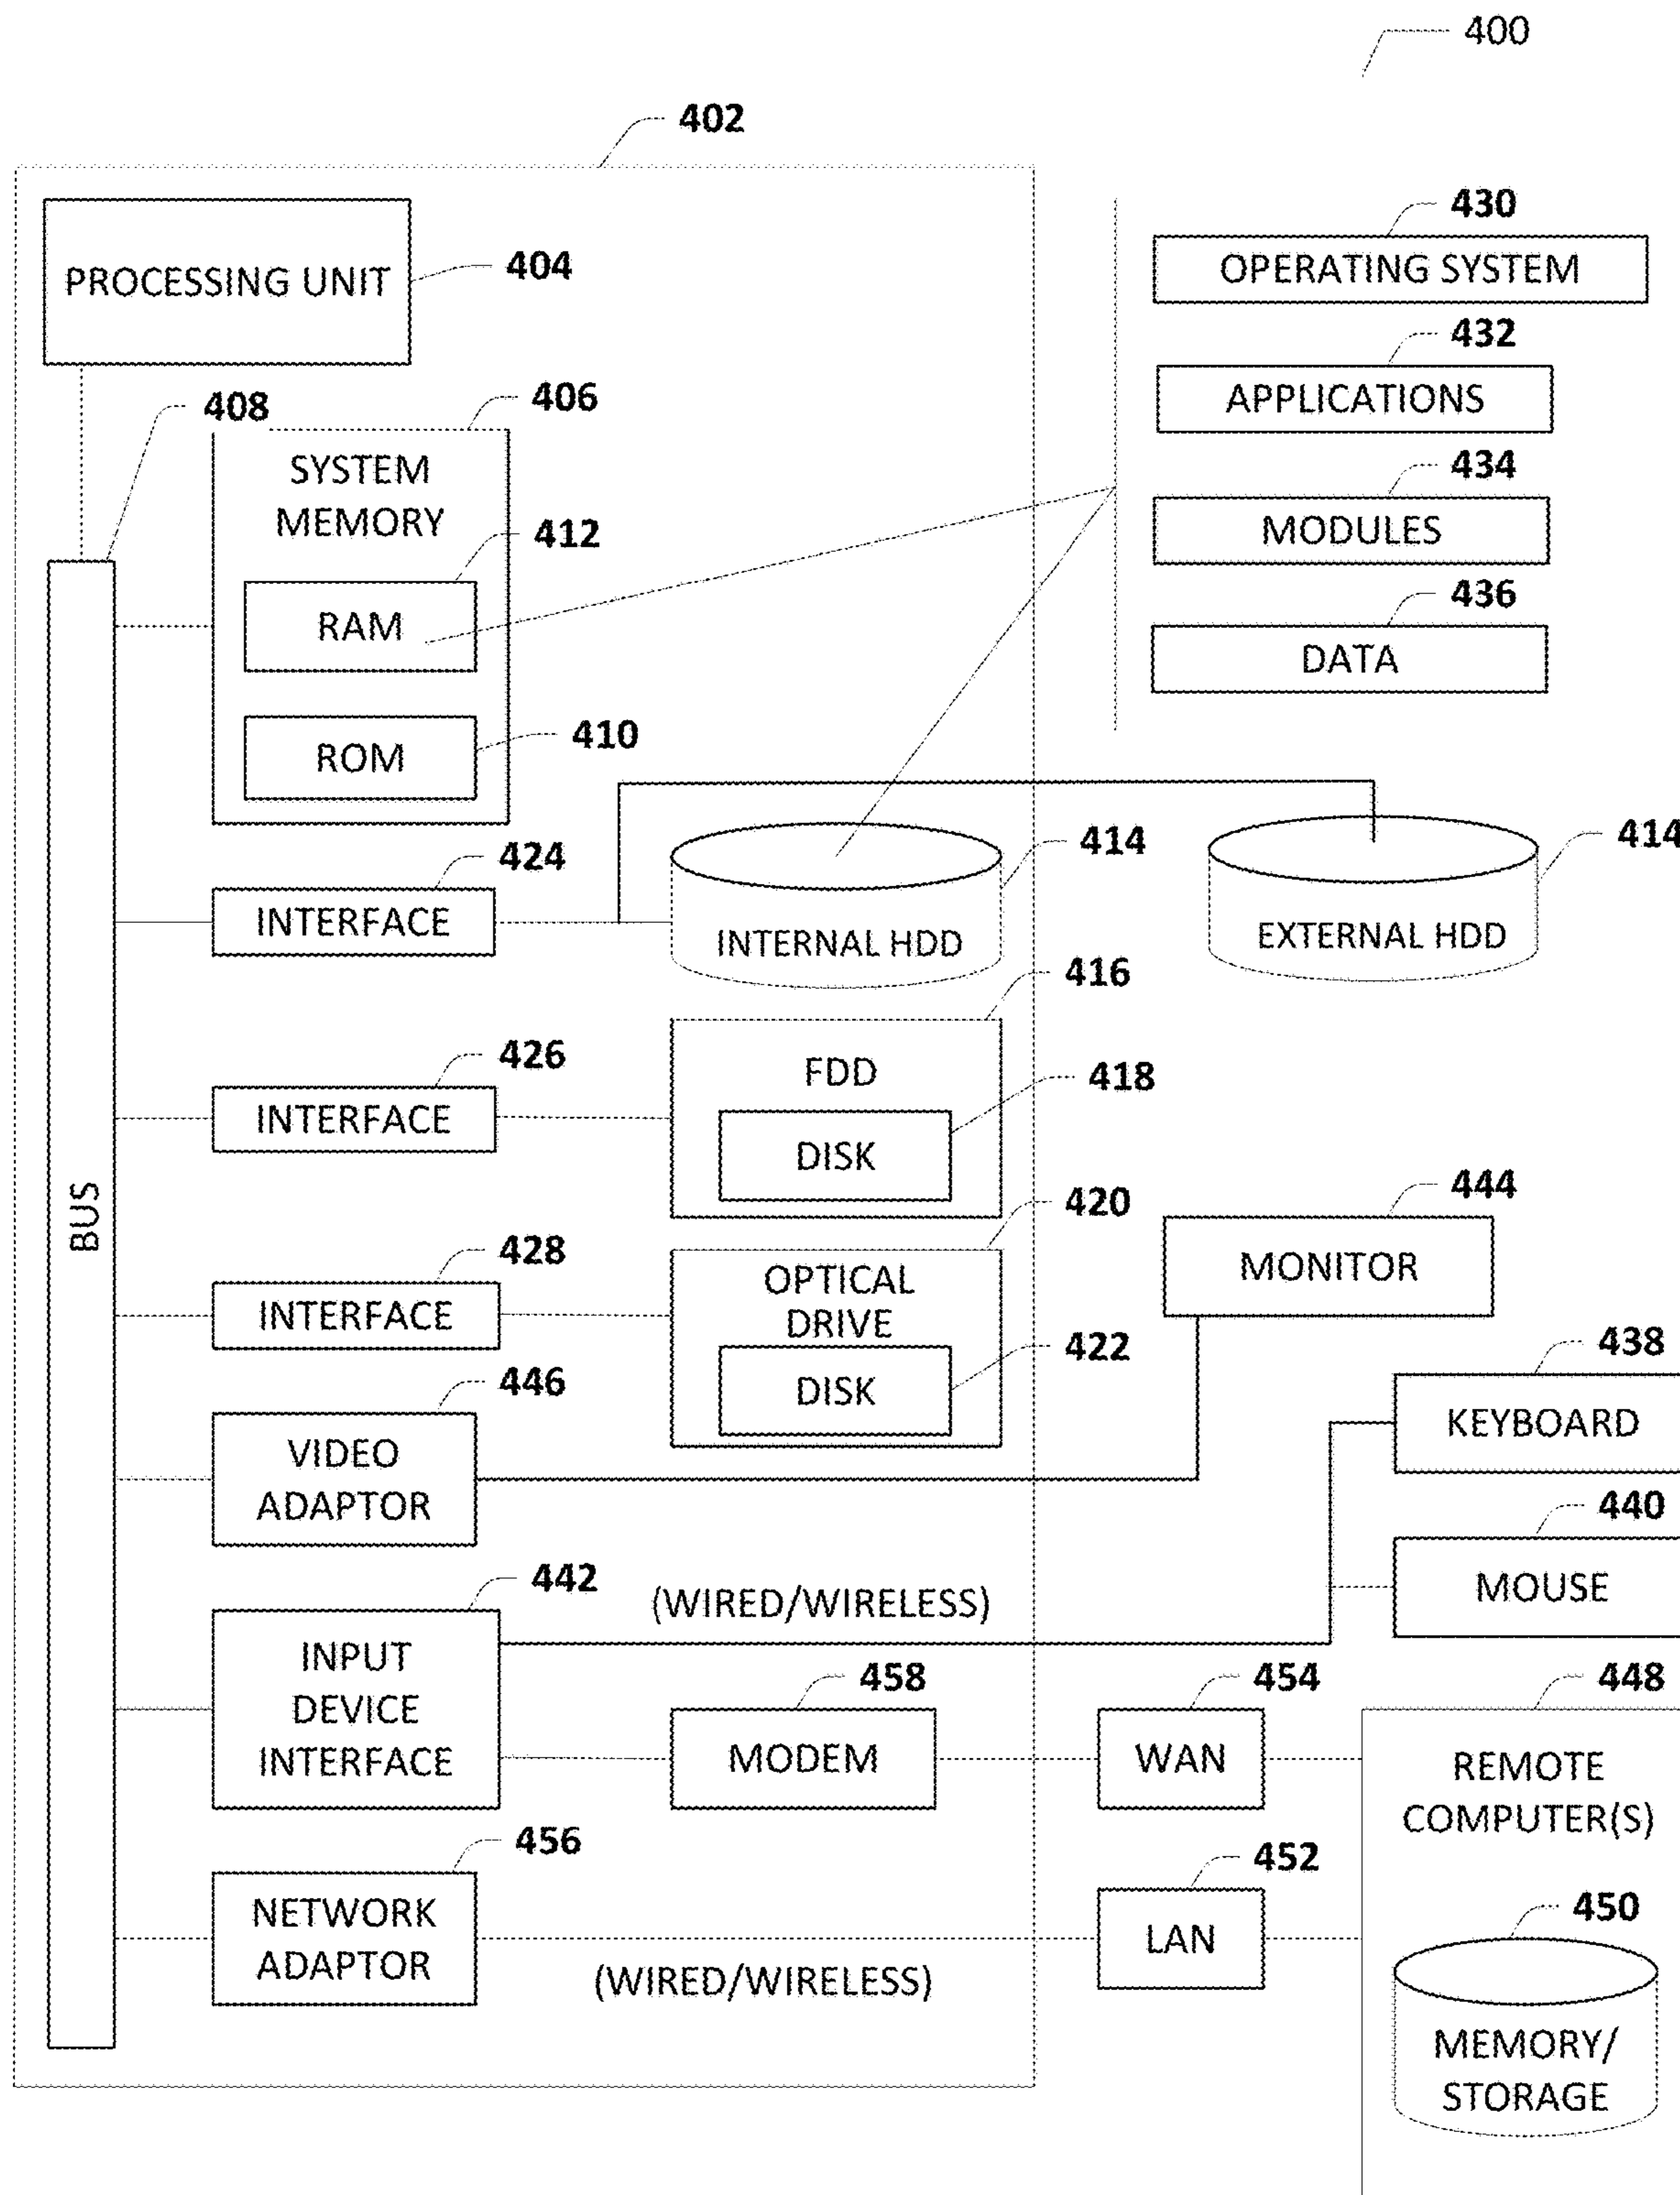 400
402
PROCESSING UNIT
404
430
OPERATING SYSTEM
432
APPLICATIONS
408
406
SYSTEM
MEMORY
434
MODULES
412
RAM
436
DATA
410
ROM
424
INTERFACE
414
INTERNAL HDD
414
EXTERNAL HDD
416
FDD
426
INTERFACE
418
DISK
BUS
420
OPTICAL
DRIVE
428
INTERFACE
422
DISK
444
MONITOR
438
KEYBOARD
446
VIDEO
ADAPTOR
440
MOUSE
442
(WIRED/WIRELESS)
INPUT
DEVICE
INTERFACE
458
MODEM
454
WAN
448
REMOTE
COMPUTER(S)
456
NETWORK
ADAPTOR
(WIRED/WIRELESS)
452
LAN
450
MEMORY/
STORAGE